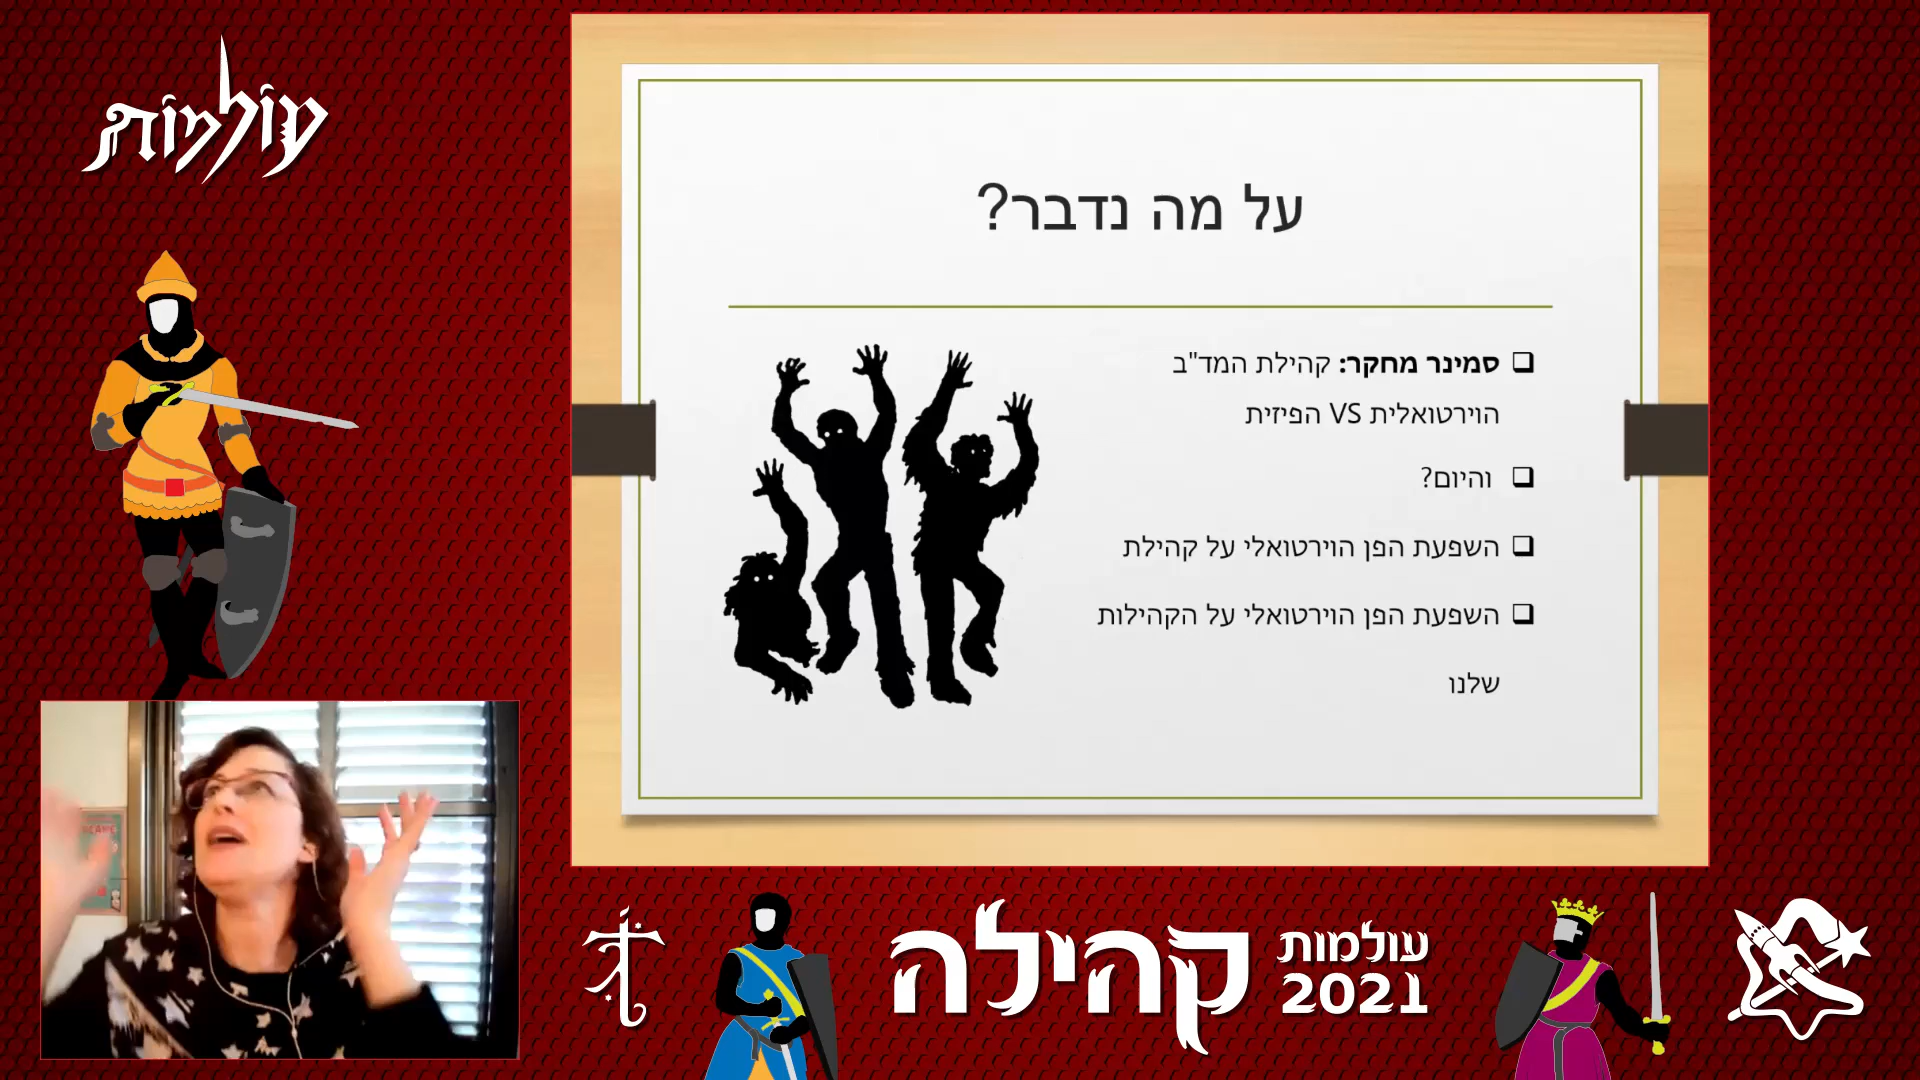 עולמות
על מה נדבר?
סמינר מחקר: קהילת המד"ב
הוירטואלית VS הפיזית
והיום?
השפעת הפן הוירטואלי על קהילת
השפעת הפן הוירטואלי על הקהילות
שלנו
קהילה
עולמות
2021